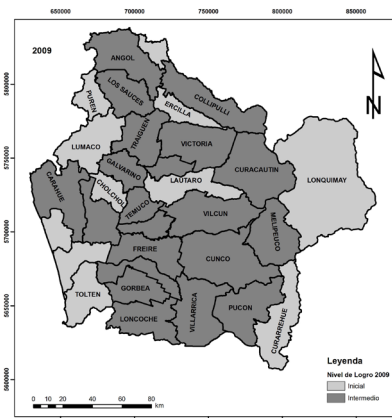 650000 700000 750000 800000 850000
2009
5800000
5750000
5700000
5650000
5600000
ANGOL
COLLIPULLI
LOS SAUCES
PUREN
ERCILLA
TRAIGUEN
VICTORIA
LUMACO
CURACAUTIN
GALVARINO
LAUTARO
LONQUIMAY
CARAHUE
CHOLCHOL
TEMUCO
VILCUN
MELIPEUCO
FREIRE
CUNCO
TOLTEN
GORBEA
PUCON
VILLARRICA
LONCOCHE
CURARREHUE
0 10 20 40 60 80
km
Leyenda
Nivel de Logro 2009
Inicial
Intermedio